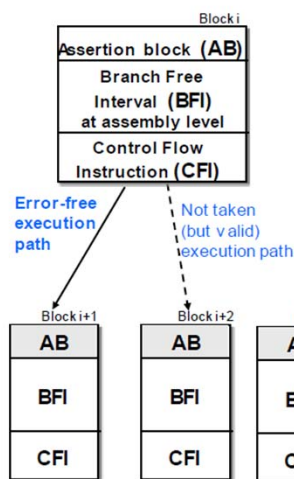 Block i
Assertion block (AB)
Branch Free
Interval (BFI)
at assembly level
Control Flow
Instruction (CFI)
Error-free
execution
path
Not taken
(but valid)
execution path
Block i+1
Block i+2
AB
AB
BFI
BFI
CFI
CFI